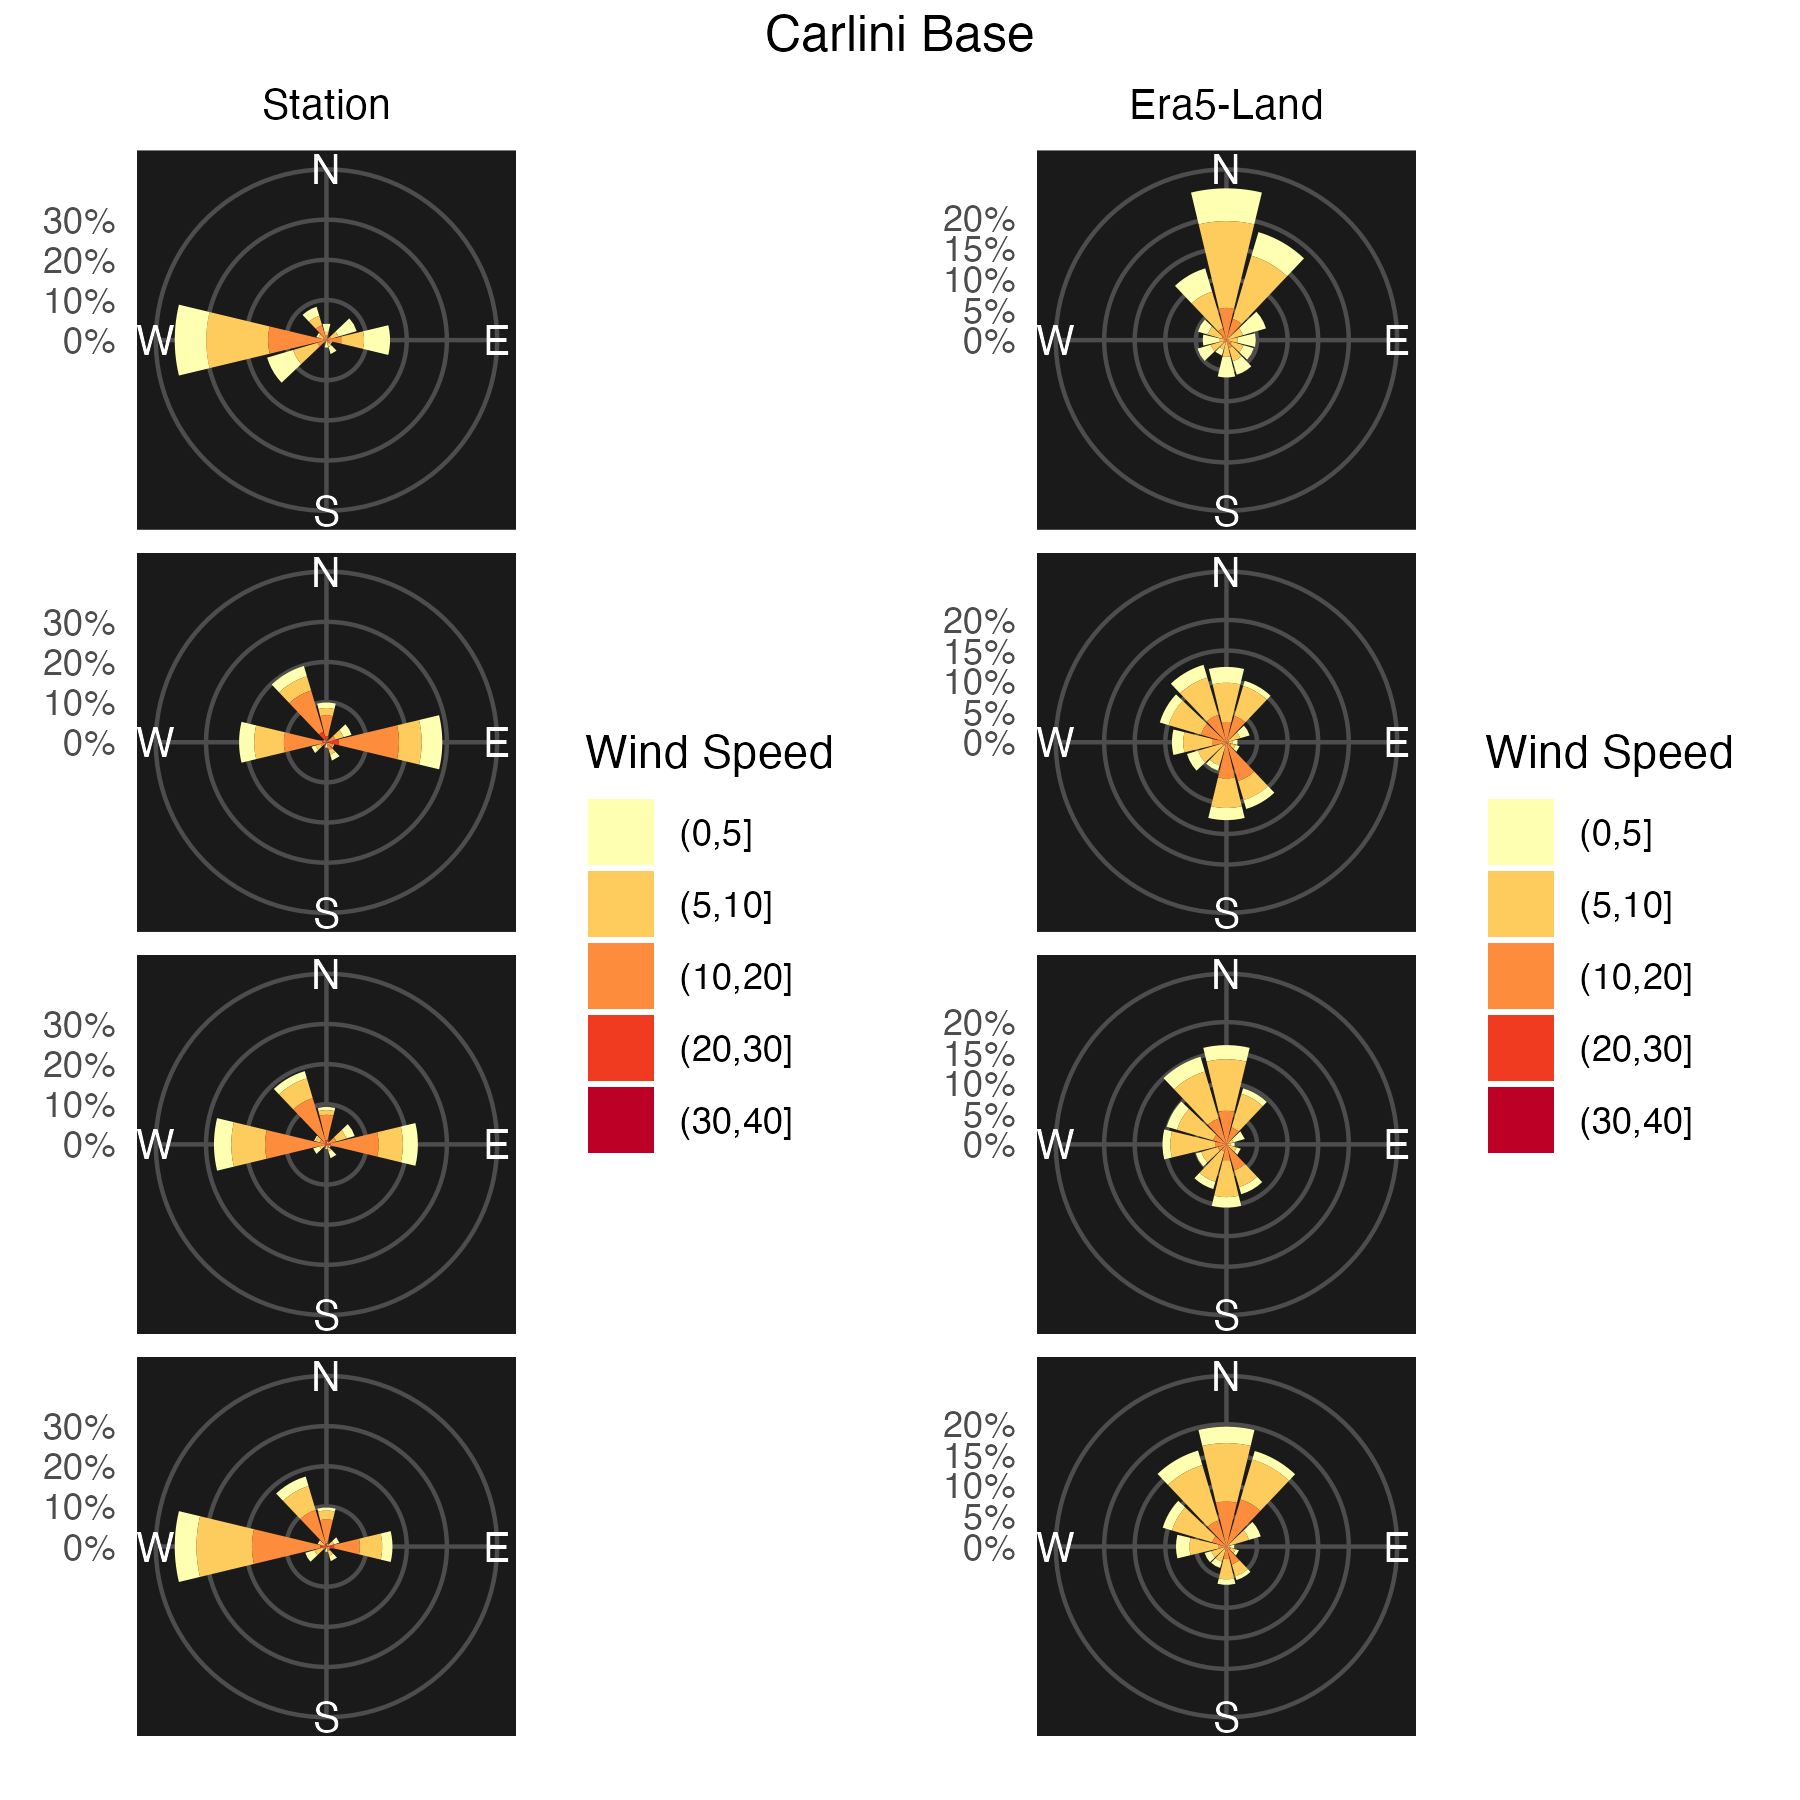 Carlini Base
Station
Era5-Land
30%
20%
10%
0%
N
W
E
S
20%
15%
10%
5%
0%
N
W
E
S
30%
20%
10%
0%
N
W
E
S
20%
15%
10%
5%
0%
N
W
E
S
Wind Speed
(0,5]
(5,10]
(10,20]
(20,30]
(30,40]
Wind Speed
(0,5]
(5,10]
(10,20]
(20,30]
(30,40]
30%
20%
10%
0%
N
W
E
S
20%
15%
10%
5%
0%
N
W
E
S
30%
20%
10%
0%
N
W
E
S
20%
15%
10%
5%
0%
N
W
E
S